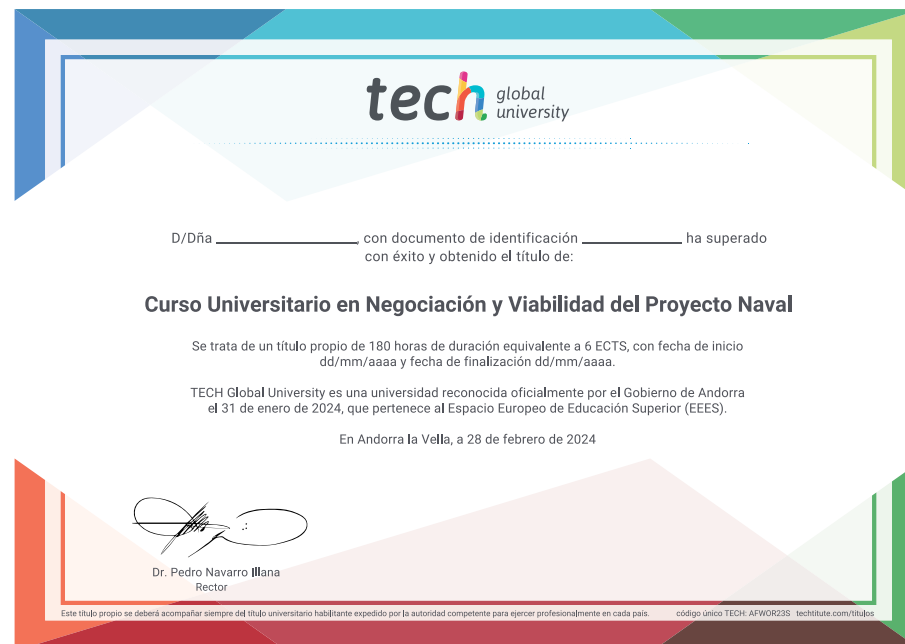 tech global university
D/Dña ____________________, con documento de identificación ______________ ha superado
con éxito y obtenido el título de:
Curso Universitario en Negociación y Viabilidad del Proyecto Naval
Se trata de un título propio de 180 horas de duración equivalente a 6 ECTS, con fecha de inicio
dd/mm/aaaa y fecha de finalización dd/mm/aaaa.
TECH Global University es una universidad reconocida oficialmente por el Gobierno de Andorra
el 31 de enero de 2024, que pertenece al Espacio Europeo de Educación Superior (EEES).
En Andorra la Vella, a 28 de febrero de 2024
Dr. Pedro Navarro Illana
Rector
Este título propio se deberá acompañar siempre del título universitario habilitante expedido por la autoridad competente para ejercer profesionalmente en cada país. código único TECH: AFWOR23S techtitute.com/titulos